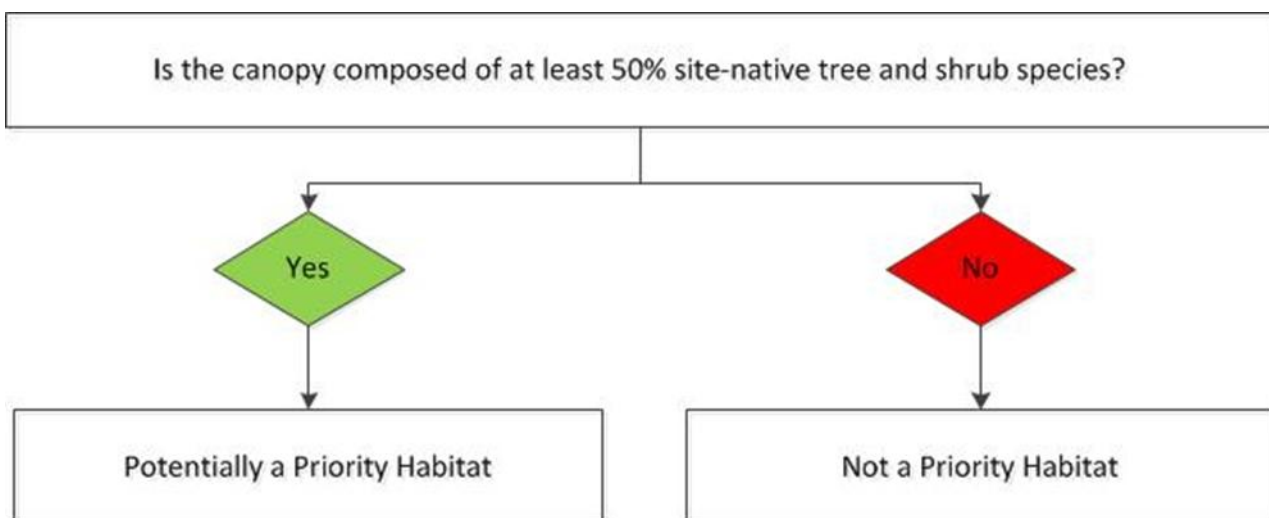 Is the canopy composed of at least 50% site-native tree and shrub species?
Yes
No
Potentially a Priority Habitat
Not a Priority Habitat